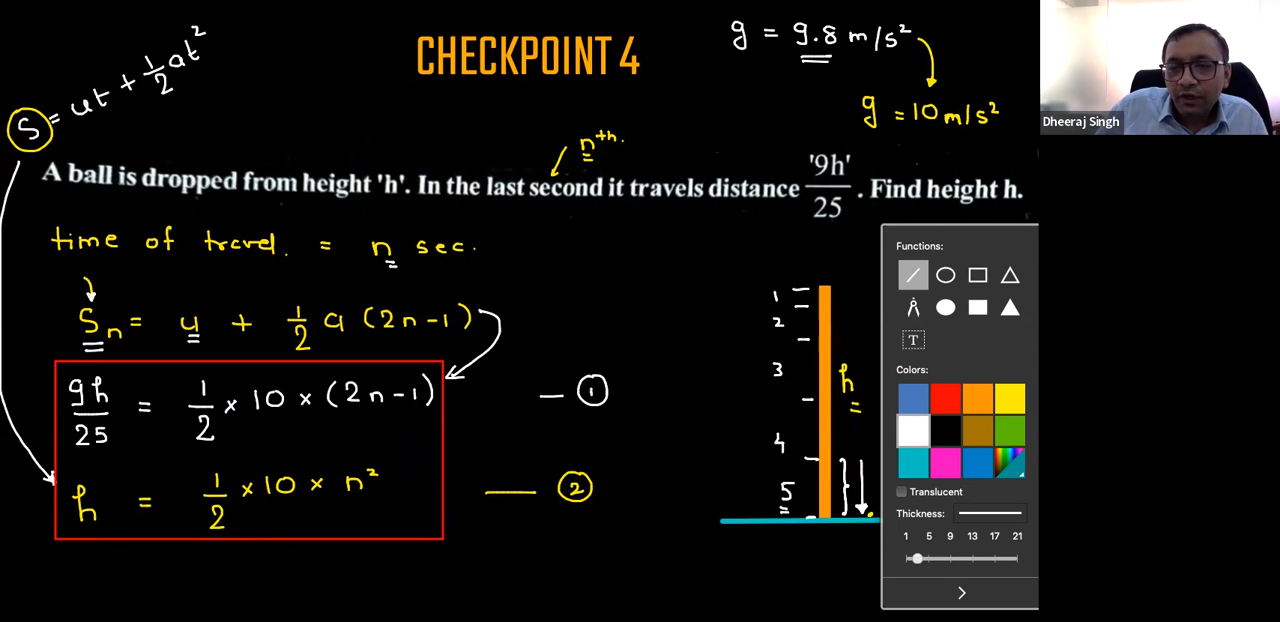 S = ut + 1/2 at²
CHECKPOINT 4
g = 9.8 m/s²
g = 10 m/s²
Dheeraj Singh
nth.
A ball is dropped from height 'h'. In the last second it travels distance '9h'/25 . Find height h.
time of travel. = n sec.
Sn = u + 1/2 a (2n-1)
9h/25 = 1/2 × 10 × (2n-1) — ①
h = 1/2 × 10 × n² — ②
1
2
3
4
5
h
Functions:
T
Colors:
Translucent
Thickness:
1 5 9 13 17 21